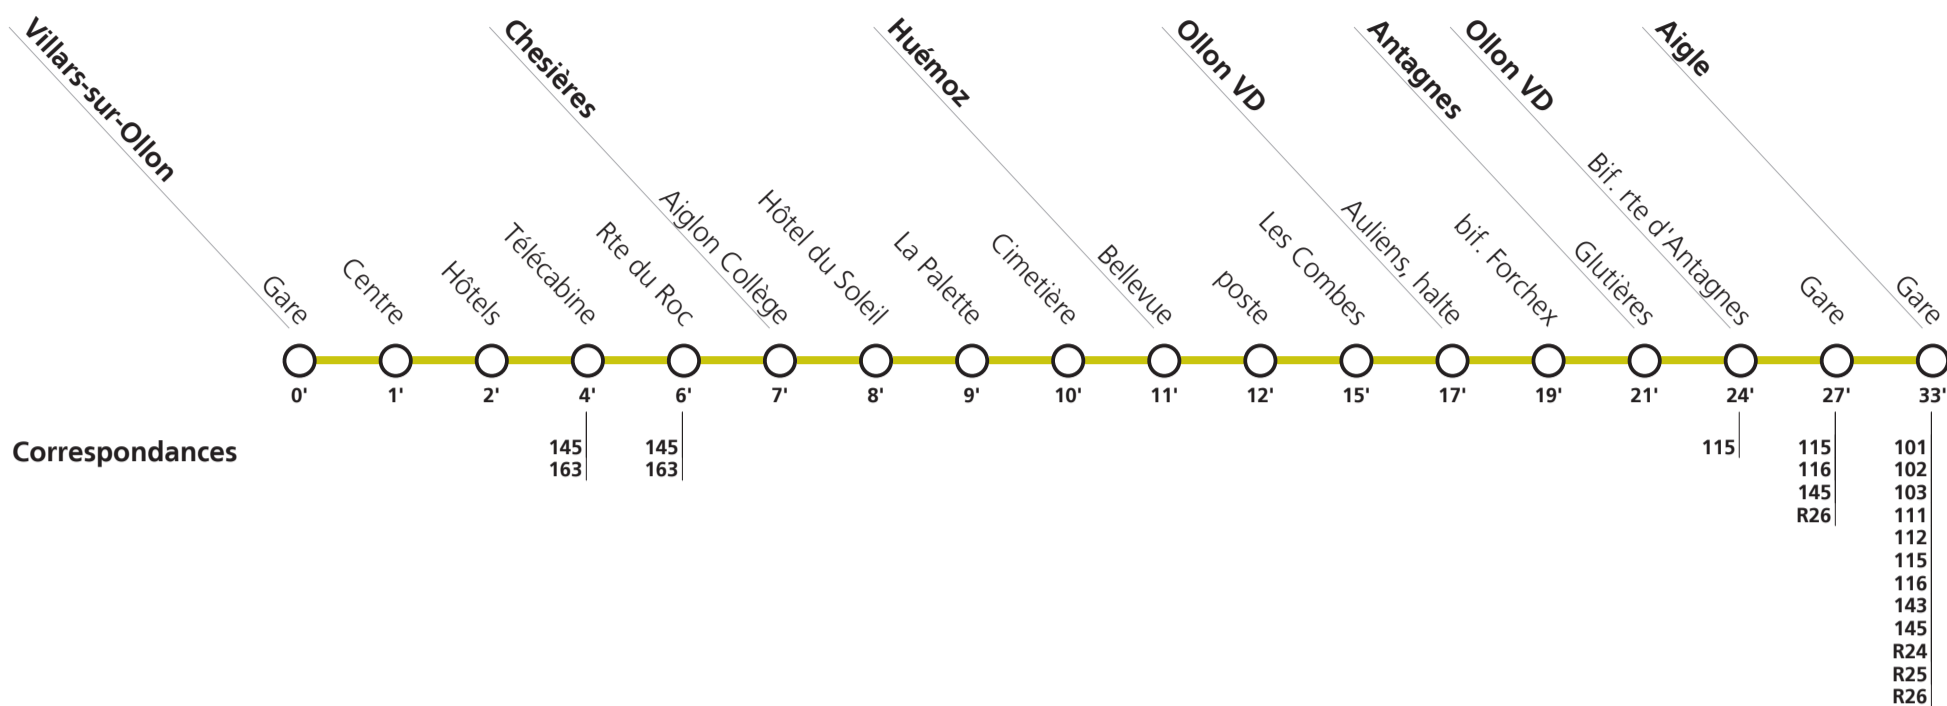 Villars-sur-Ollon
Chesières
Huémoz
Ollon VD
Antagnes
Ollon VD
Aigle
Gare
Centre
Hôtels
Télécabine
Rte du Roc
Aiglon Collège
Hôtel du Soleil
La Palette
Cimetière
Bellevue
poste
Les Combes
Auliens, halte
bif. Forchex
Glutières
Bif. rte d'Antagnes
Gare
Gare
0' 1' 2' 4' 6' 7' 8' 9' 10' 11' 12' 15' 17' 19' 21' 24' 27' 33'
Correspondances
145
163
145
163
115
115
116
145
R26
101
102
103
111
112
115
116
143
145
R24
R25
R26